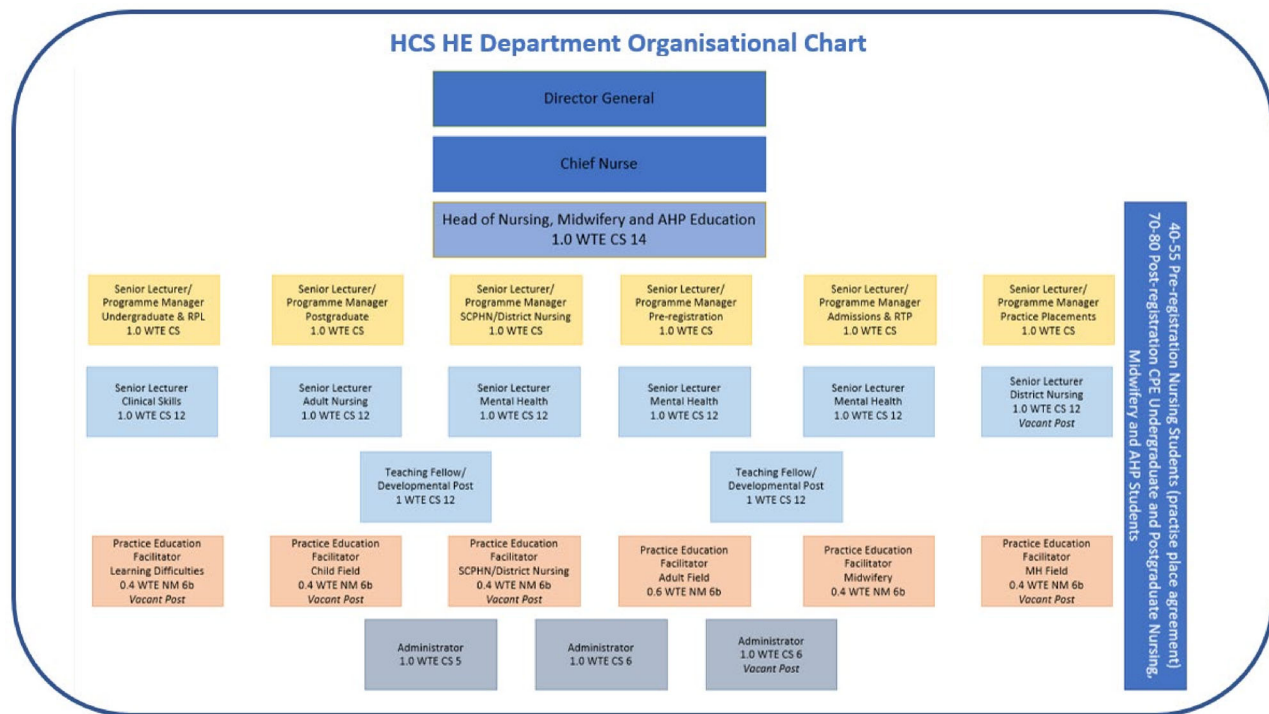 HCS HE Department Organisational Chart
Director General
Chief Nurse
Head of Nursing, Midwifery and AHP Education
1.0 WTE CS 14
Senior Lecturer/
Programme Manager
Undergraduate & RPL
1.0 WTE CS
Senior Lecturer/
Programme Manager
Postgraduate
1.0 WTE CS
Senior Lecturer/
Programme Manager
SCPHN/District Nursing
1.0 WTE CS
Senior Lecturer/
Programme Manager
Pre-registration
1.0 WTE CS
Senior Lecturer/
Programme Manager
Admissions & RTP
1.0 WTE CS
Senior Lecturer/
Programme Manager
Practice Placements
1.0 WTE CS
Senior Lecturer
Clinical Skills
1.0 WTE CS 12
Senior Lecturer
Adult Nursing
1.0 WTE CS 12
Senior Lecturer
Mental Health
1.0 WTE CS 12
Senior Lecturer
Mental Health
1.0 WTE CS 12
Senior Lecturer
Mental Health
1.0 WTE CS 12
Senior Lecturer
District Nursing
1.0 WTE CS 12
Vacant Post
Teaching Fellow/
Developmental Post
1 WTE CS 12
Teaching Fellow/
Developmental Post
1 WTE CS 12
Practice Education
Facilitator
Learning Difficulties
0.4 WTE NM 6b
Vacant Post
Practice Education
Facilitator
Child Field
0.4 WTE NM 6b
Vacant Post
Practice Education
Facilitator
SCPHN/District Nursing
0.4 WTE NM 6b
Vacant Post
Practice Education
Facilitator
Adult Field
0.6 WTE NM 6b
Practice Education
Facilitator
Midwifery
0.4 WTE NM 6b
Practice Education
Facilitator
MH Field
0.4 WTE NM 6b
Vacant Post
Administrator
1.0 WTE CS 5
Administrator
1.0 WTE CS 6
Administrator
1.0 WTE CS 6
Vacant Post
40-55 Pre-registration Nursing Students (practise place agreement)
70-80 Post-registration CPE Undergraduate and Postgraduate Nursing,
Midwifery and AHP Students